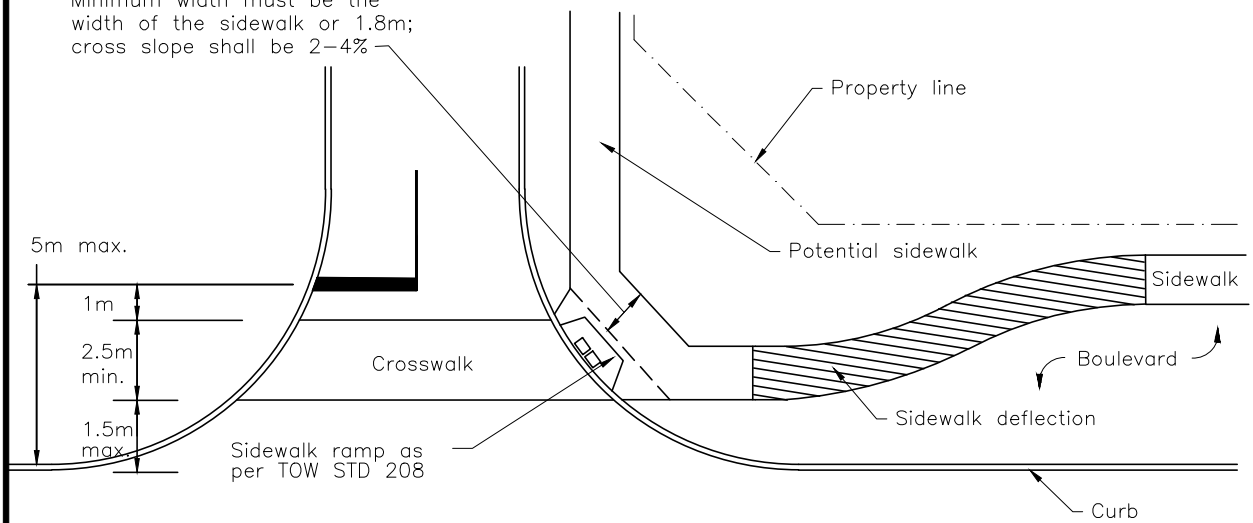 Minimum width must be the
width of the sidewalk or 1.8m;
cross slope shall be 2-4%
Property line
5m max.
Potential sidewalk
Sidewalk
1m
2.5m
min.
Crosswalk
Boulevard
Sidewalk deflection
1.5m
max.
Sidewalk ramp as
per TOW STD 208
Curb